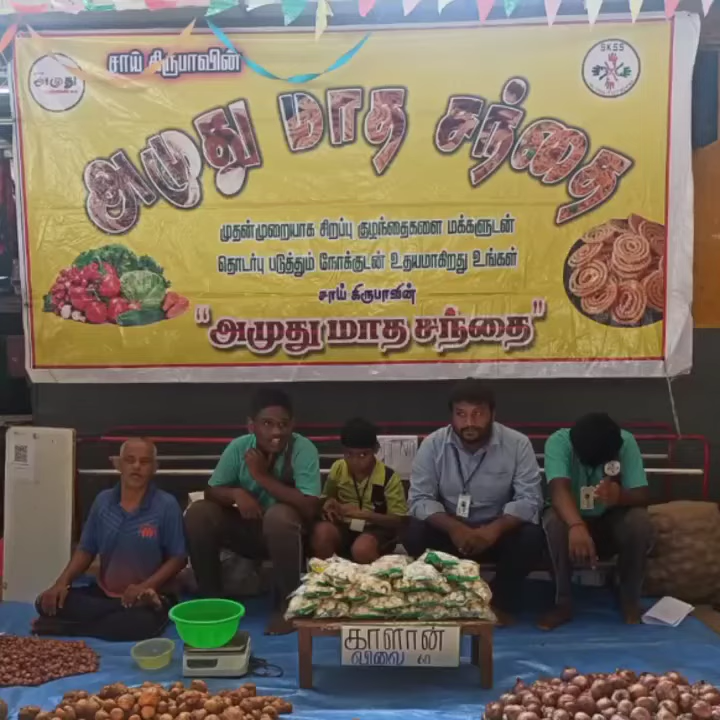 அமுது
சாய் கிருபாவின்
SKSS
அமுது மாத சந்தை
முதன்முறையாக சிறப்பு குழந்தைகளை மக்களுடன்
தொடர்பு படுத்தும் நோக்குடன் உதயமாகிறது உங்கள்
சாய் கிருபாவின்
"அமுது மாத சந்தை"
காளான்
விலை